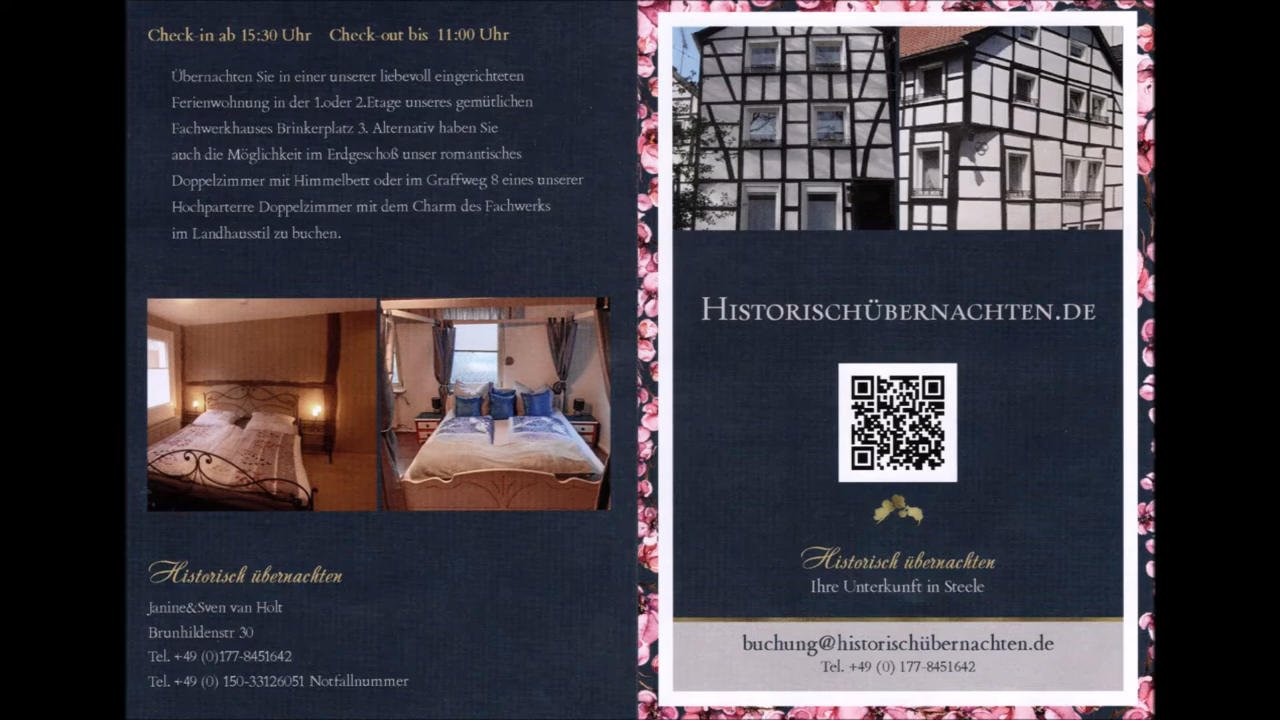 Check-in ab 15:30 Uhr Check-out bis 11:00 Uhr
Übernachten Sie in einer unserer liebevoll eingerichteten
Ferienwohnung in der 1.oder 2.Etage unseres gemütlichen
Fachwerkhauses Brinkerplatz 3. Alternativ haben Sie
auch die Möglichkeit im Erdgeschoß unser romantisches
Doppelzimmer mit Himmelbett oder im Graffweg 8 eines unserer
Hochparterre Doppelzimmer mit dem Charm des Fachwerks
im Landhausstil zu buchen.
Historisch übernachten
Janine&Sven van Holt
Brunhildenstr 30
Tel. +49 (0)177-8451642
Tel. +49 (0) 150-33126051 Notfallnummer
Historischübernachten.de
Historisch übernachten
Ihre Unterkunft in Steele
buchung@historischübernachten.de
Tel. +49 (0) 177-8451642